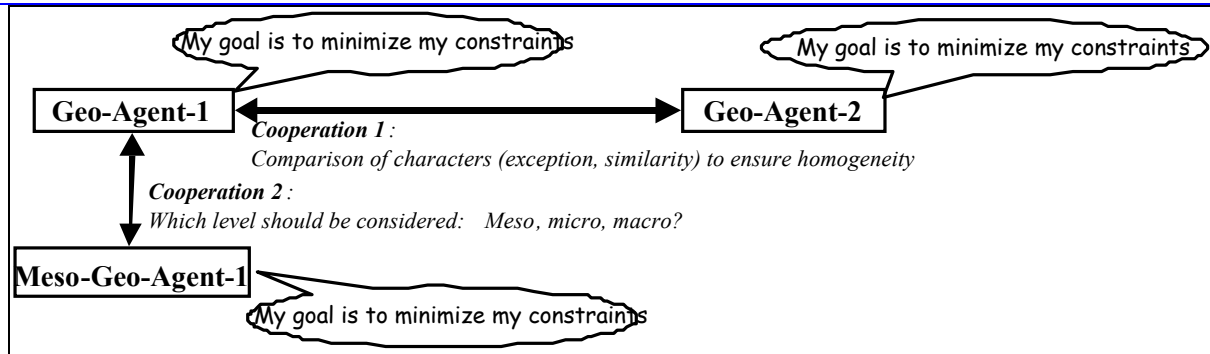 My goal is to minimize my constraints
My goal is to minimize my constraints
Geo-Agent-1
Geo-Agent-2
Cooperation 1 :
Comparison of characters (exception, similarity) to ensure homogeneity
Cooperation 2 :
Which level should be considered: Meso, micro, macro?
Meso-Geo-Agent-1
My goal is to minimize my constraints